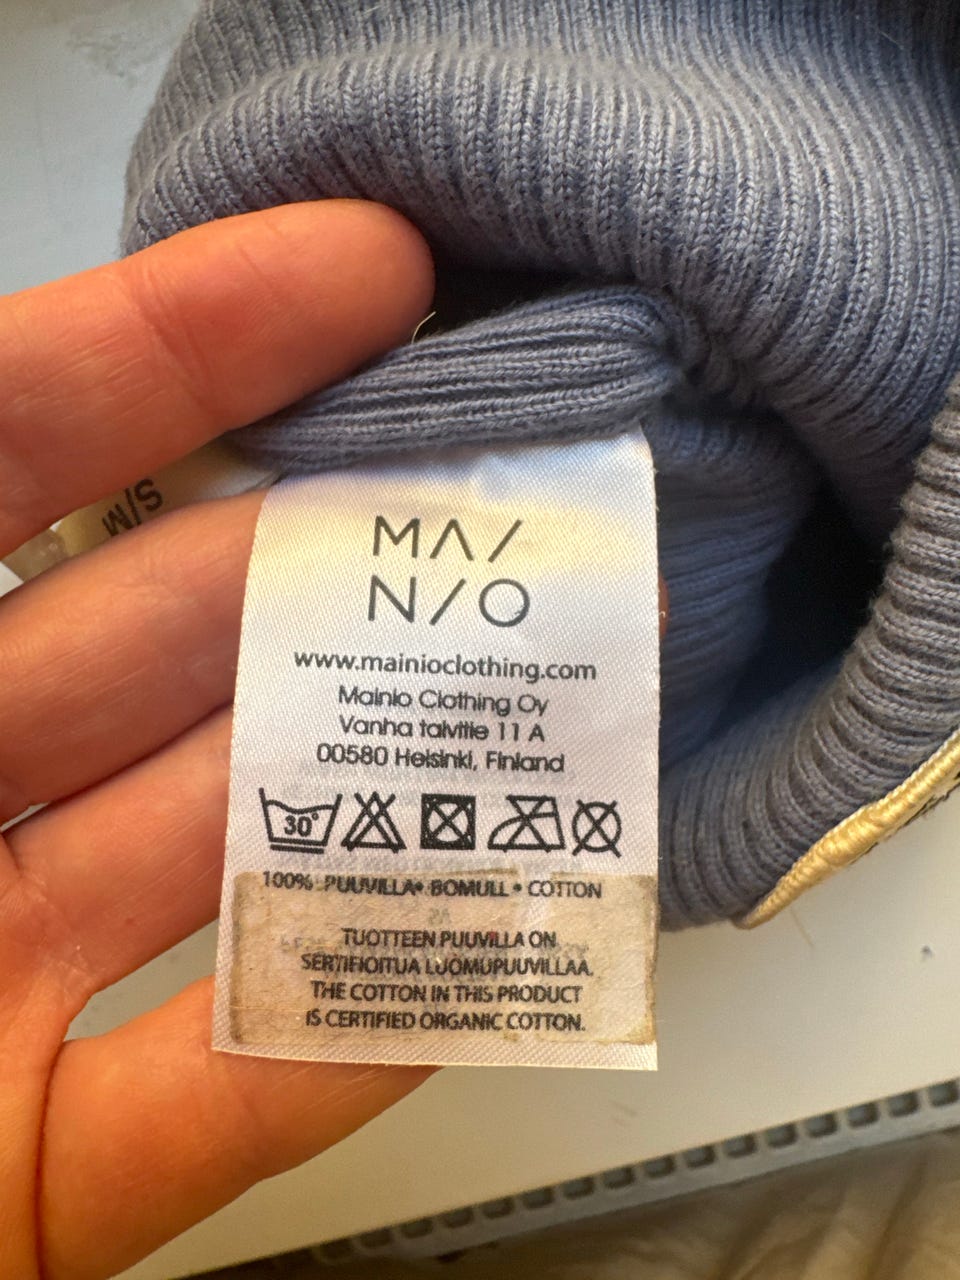 S/M
MA/
N/O
www.mainioclothing.com
Mainio Clothing Oy
Vanha talvitie 11 A
00580 Helsinki, Finland
30°
100% PUUVILLA • BOMULL • COTTON
TUOTTEEN PUUVILLA ON
SERTIFIOITUA LUOMUPUUVILLAA.
THE COTTON IN THIS PRODUCT
IS CERTIFIED ORGANIC COTTON.